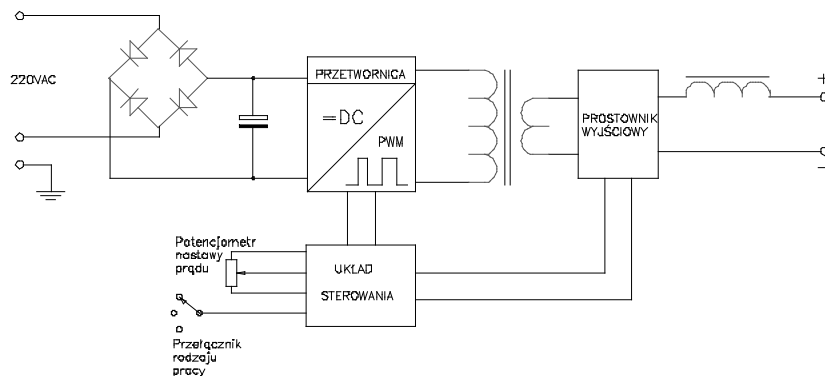 220VAC
PRZETWORNICA
=DC
PWM
PROSTOWNIK
WYJŚCIOWY
+
−
Potencjometr
nastawy
prądu
UKŁAD
STEROWANIA
Przełącznik
rodzaju
pracy